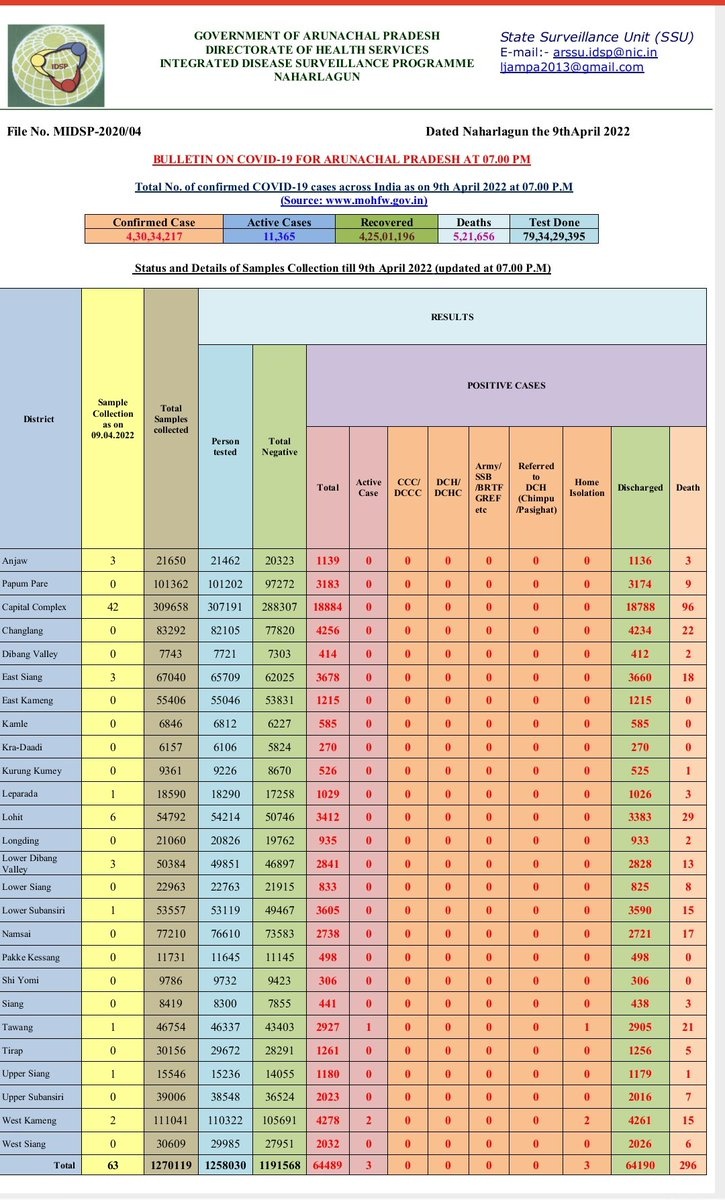 IDSP
GOVERNMENT OF ARUNACHAL PRADESH
DIRECTORATE OF HEALTH SERVICES
INTEGRATED DISEASE SURVEILLANCE PROGRAMME
NAHARLAGUN
State Surveillance Unit (SSU)
E-mail:- arssu.idsp@nic.in
ljampa2013@gmail.com
File No. MIDSP-2020/04 Dated Naharlagun the 9thApril 2022
BULLETIN ON COVID-19 FOR ARUNACHAL PRADESH AT 07.00 PM
Total No. of confirmed COVID-19 cases across India as on 9th April 2022 at 07.00 P.M
(Source: www.mohfw.gov.in)
Confirmed Case Active Cases Recovered Deaths Test Done
4,30,34,217 11,365 4,25,01,196 5,21,656 79,34,29,395
Status and Details of Samples Collection till 9th April 2022 (updated at 07.00 P.M)
District
Sample
Collection
as on
09.04.2022
Total
Samples
collected
RESULTS
Person
tested
Total
Negative
POSITIVE CASES
Total
Active
Case
CCC/
DCCC
DCH/
DCHC
Army/
SSB
/BRTF
GREF
etc
Referred
to
DCH
(Chimpu
/Pasighat)
Home
Isolation
Discharged
Death
Anjaw 3 21650 21462 20323 1139 0 0 0 0 0 0 1136 3
Papum Pare 0 101362 101202 97272 3183 0 0 0 0 0 0 3174 9
Capital Complex 42 309658 307191 288307 18884 0 0 0 0 0 0 18788 96
Changlang 0 83292 82105 77820 4256 0 0 0 0 0 0 4234 22
Dibang Valley 0 7743 7721 7303 414 0 0 0 0 0 0 412 2
East Siang 3 67040 65709 62025 3678 0 0 0 0 0 0 3660 18
East Kameng 0 55406 55046 53831 1215 0 0 0 0 0 0 1215 0
Kamle 0 6846 6812 6227 585 0 0 0 0 0 0 585 0
Kra-Daadi 0 6157 6106 5824 270 0 0 0 0 0 0 270 0
Kurung Kumey 0 9361 9226 8670 526 0 0 0 0 0 0 525 1
Leparada 1 18590 18290 17258 1029 0 0 0 0 0 0 1026 3
Lohit 6 54792 54214 50746 3412 0 0 0 0 0 0 3383 29
Longding 0 21060 20826 19762 935 0 0 0 0 0 0 933 2
Lower Dibang
Valley 3 50384 49851 46897 2841 0 0 0 0 0 0 2828 13
Lower Siang 0 22963 22763 21915 833 0 0 0 0 0 0 825 8
Lower Subansiri 1 53557 53119 49467 3605 0 0 0 0 0 0 3590 15
Namsai 0 77210 76610 73583 2738 0 0 0 0 0 0 2721 17
Pakke Kessang 0 11731 11645 11145 498 0 0 0 0 0 0 498 0
Shi Yomi 0 9786 9732 9423 306 0 0 0 0 0 0 306 0
Siang 0 8419 8300 7855 441 0 0 0 0 0 0 438 3
Tawang 1 46754 46337 43403 2927 1 0 0 0 0 1 2905 21
Tirap 0 30156 29672 28291 1261 0 0 0 0 0 0 1256 5
Upper Siang 1 15546 15236 14055 1180 0 0 0 0 0 0 1179 1
Upper Subansiri 0 39006 38548 36524 2023 0 0 0 0 0 0 2016 7
West Kameng 2 111041 110322 105691 4278 2 0 0 0 0 2 4261 15
West Siang 0 30609 29985 27951 2032 0 0 0 0 0 0 2026 6
Total 63 1270119 1258030 1191568 64489 3 0 0 0 0 3 64190 296